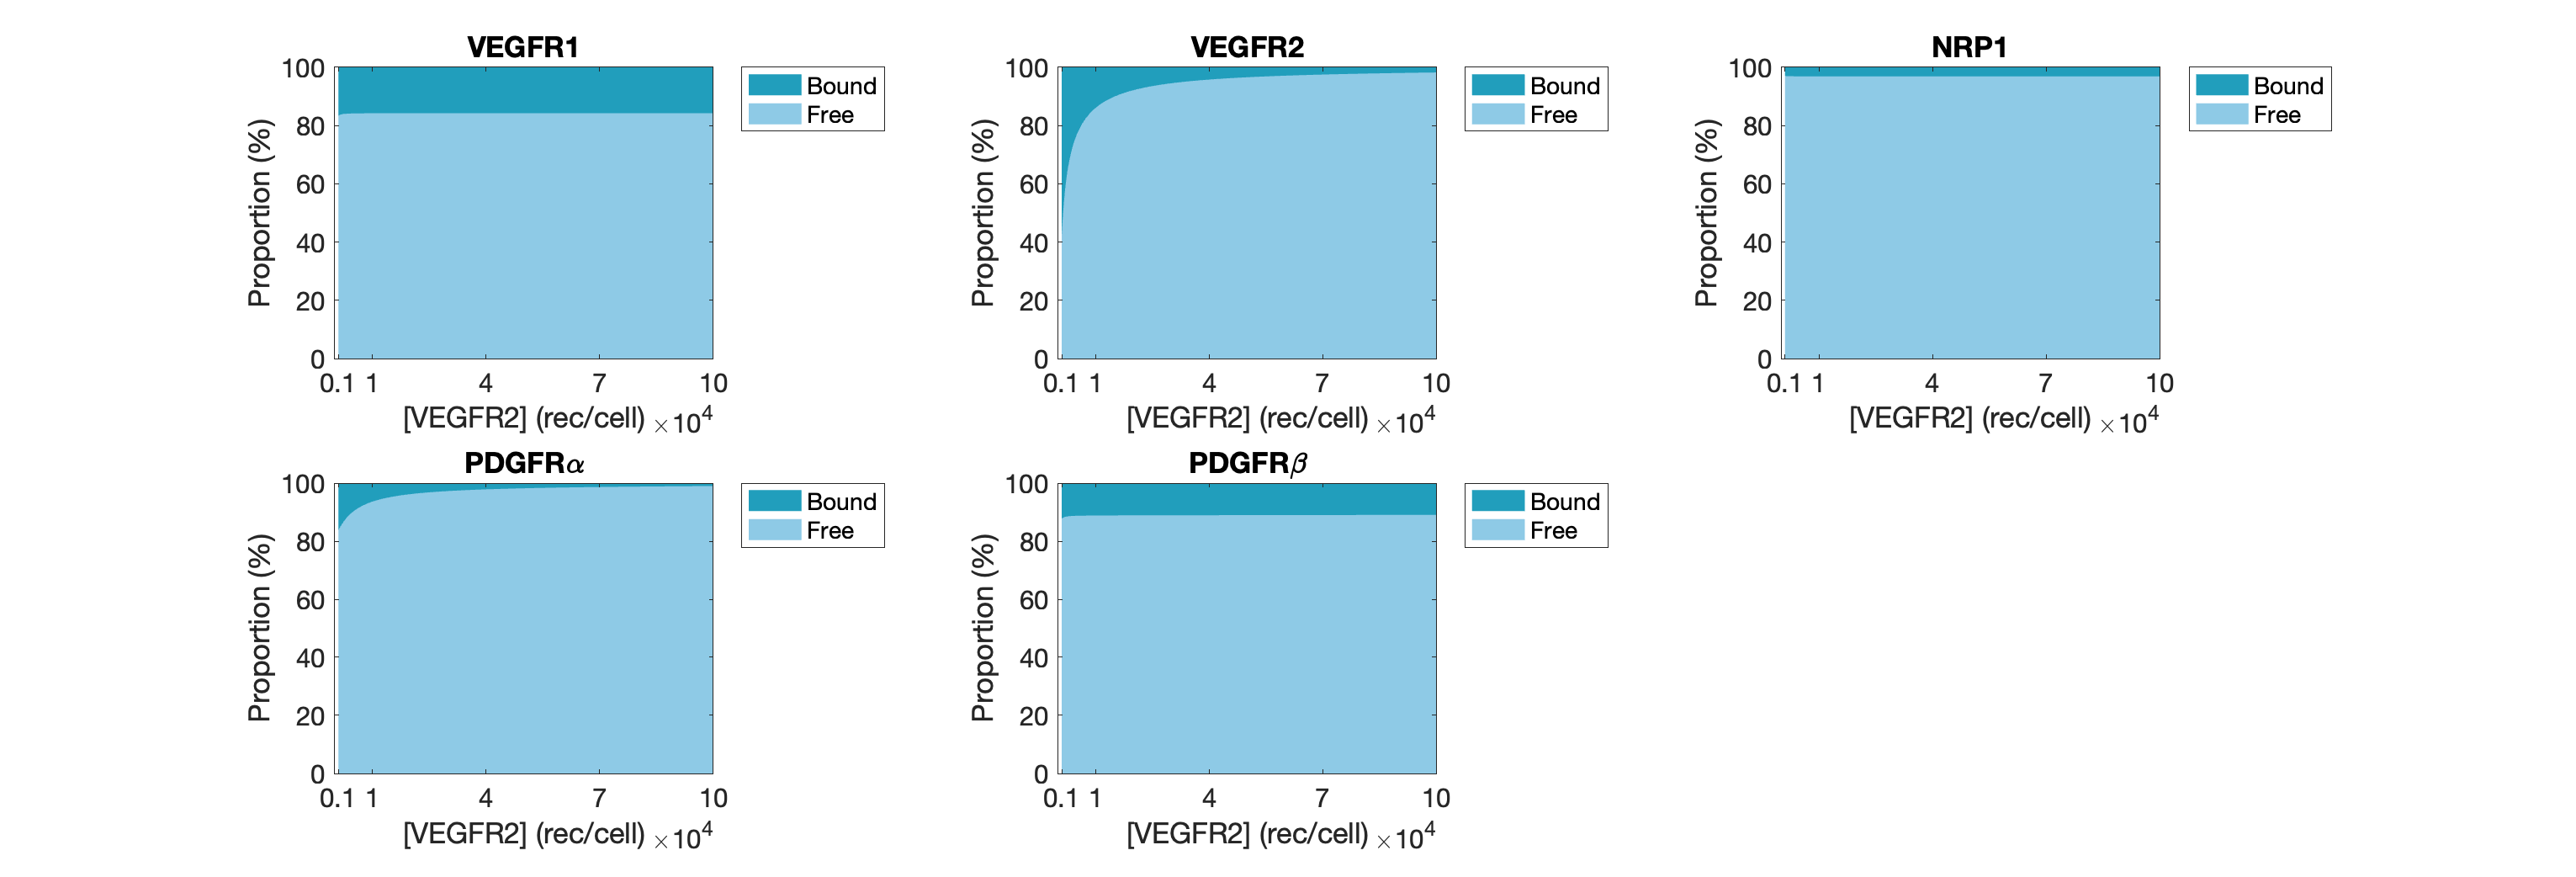 VEGFR1
100
80
60
40
20
0
Proportion (%)
0.1 1 4 7 10
[VEGFR2] (rec/cell) ×10⁴
Bound
Free
VEGFR2
100
80
60
40
20
0
Proportion (%)
0.1 1 4 7 10
[VEGFR2] (rec/cell) ×10⁴
Bound
Free
NRP1
100
80
60
40
20
0
Proportion (%)
0.1 1 4 7 10
[VEGFR2] (rec/cell) ×10⁴
Bound
Free
PDGFRα
100
80
60
40
20
0
Proportion (%)
0.1 1 4 7 10
[VEGFR2] (rec/cell) ×10⁴
Bound
Free
PDGFRβ
100
80
60
40
20
0
Proportion (%)
0.1 1 4 7 10
[VEGFR2] (rec/cell) ×10⁴
Bound
Free